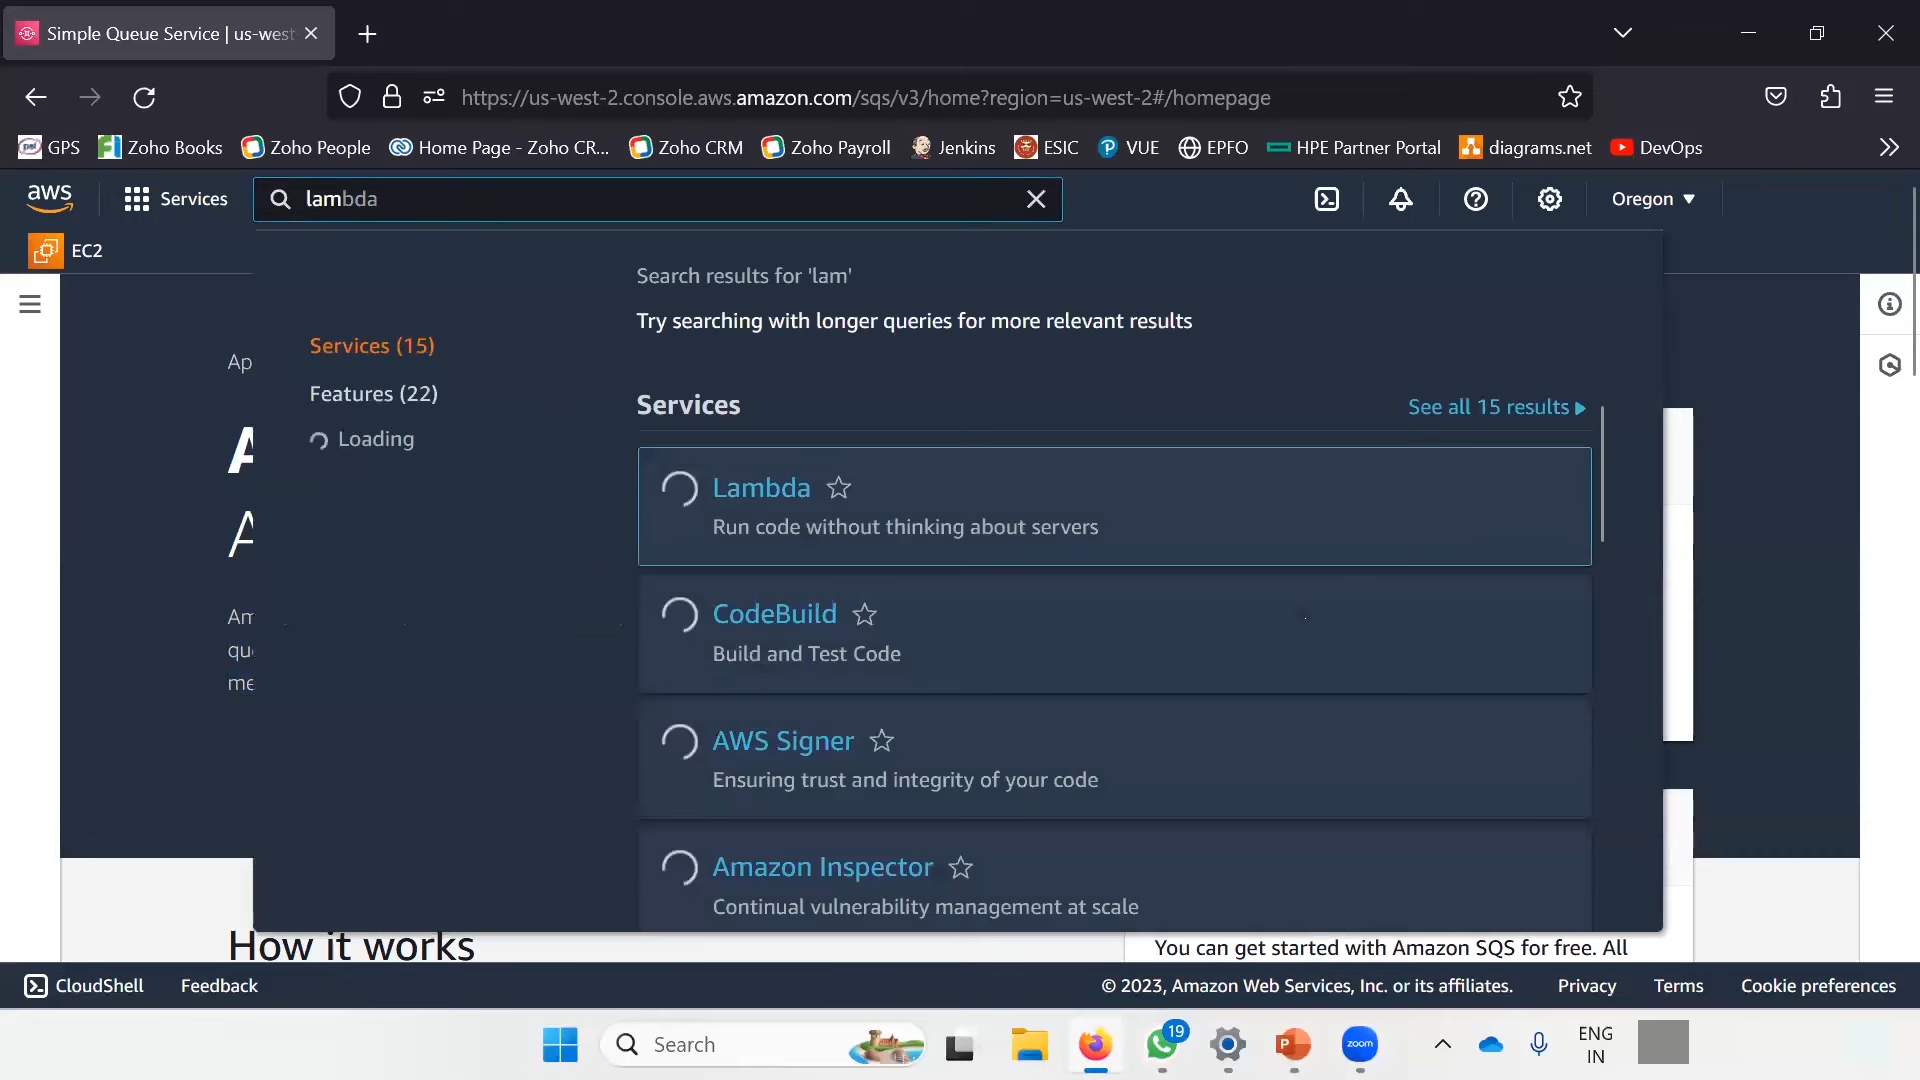 Simple Queue Service | us-west
https://us-west-2.console.aws.amazon.com/sqs/v3/home?region=us-west-2#/homepage
GPS Zoho Books Zoho People Home Page - Zoho CR... Zoho CRM Zoho Payroll Jenkins ESIC VUE EPFO HPE Partner Portal diagrams.net DevOps
aws Services lambda Oregon
EC2
Search results for 'lam'
Try searching with longer queries for more relevant results
Services (15)
Features (22)
Loading
Services See all 15 results
Lambda
Run code without thinking about servers
CodeBuild
Build and Test Code
AWS Signer
Ensuring trust and integrity of your code
Amazon Inspector
Continual vulnerability management at scale
Ap
A
A
Am
que
me
How it works
You can get started with Amazon SQS for free. All
CloudShell Feedback © 2023, Amazon Web Services, Inc. or its affiliates. Privacy Terms Cookie preferences
Search 19 zoom ENG
IN